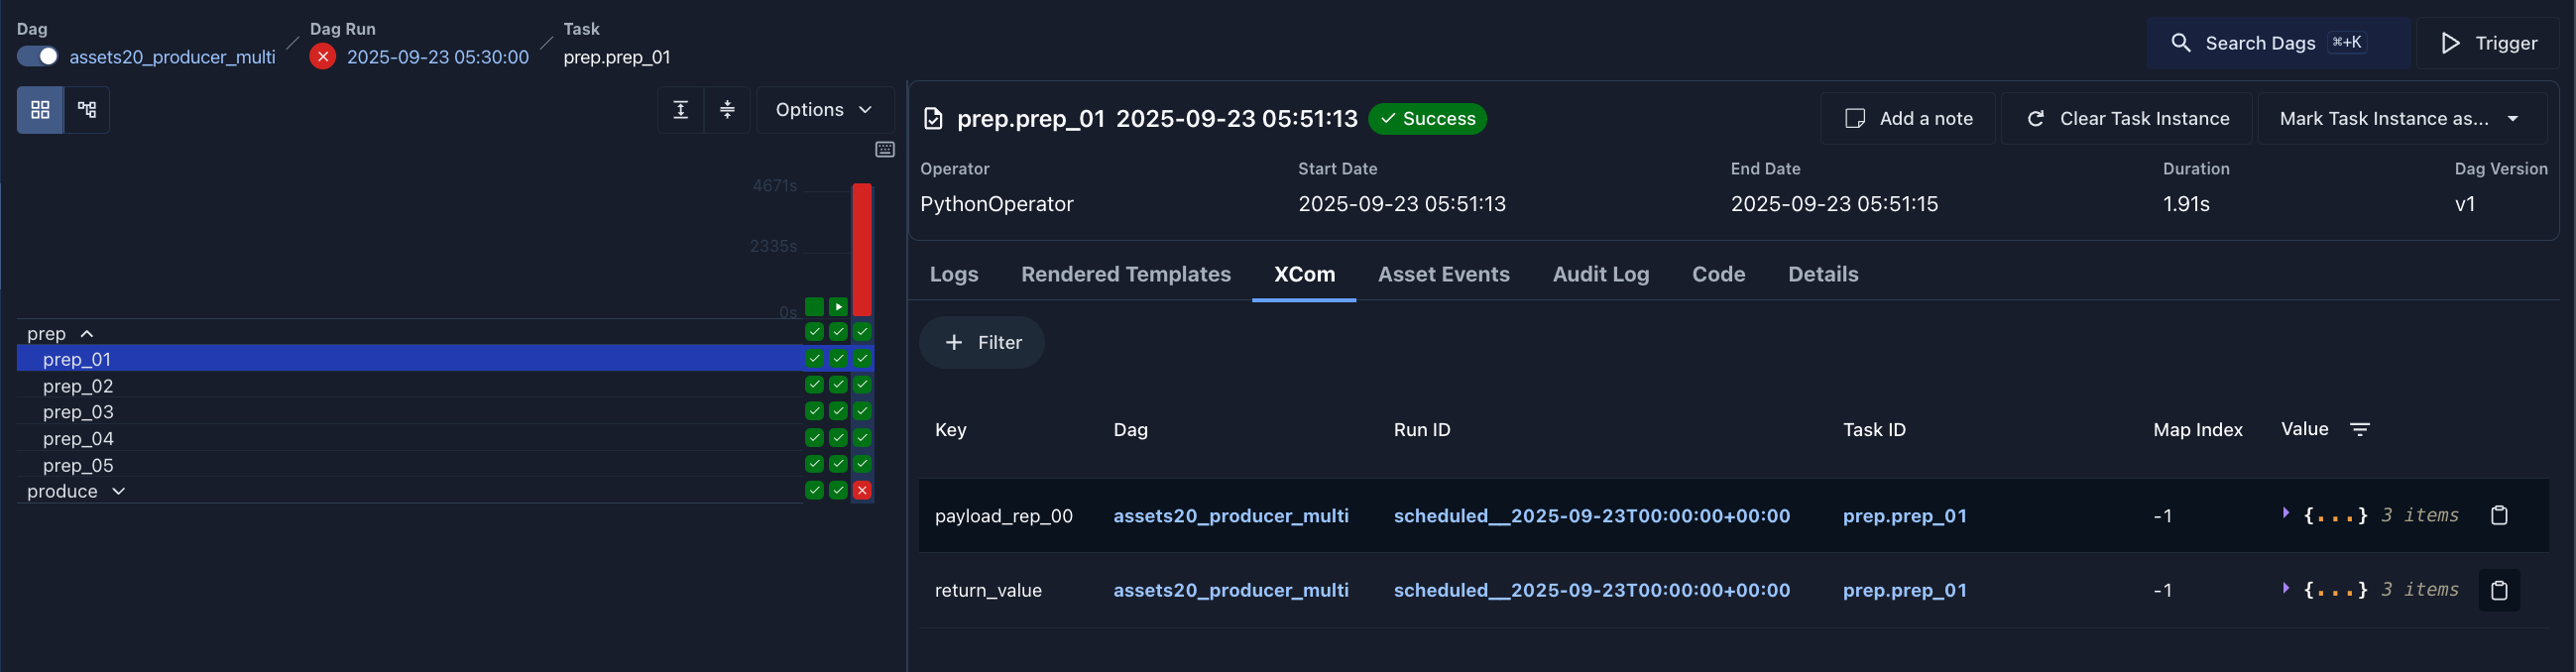 Dag
assets20_producer_multi
Dag Run
2025-09-23 05:30:00
Task
prep.prep_01
Search Dags ⌘+K
Trigger
Options
4671s
2335s
0s
prep
prep_01
prep_02
prep_03
prep_04
prep_05
produce
prep.prep_01 2025-09-23 05:51:13 Success
Add a note
Clear Task Instance
Mark Task Instance as...
Operator Start Date End Date Duration Dag Version
PythonOperator 2025-09-23 05:51:13 2025-09-23 05:51:15 1.91s v1
Logs Rendered Templates XCom Asset Events Audit Log Code Details
+ Filter
Key Dag Run ID Task ID Map Index Value
payload_rep_00 assets20_producer_multi scheduled__2025-09-23T00:00:00+00:00 prep.prep_01 -1 {...} 3 items
return_value assets20_producer_multi scheduled__2025-09-23T00:00:00+00:00 prep.prep_01 -1 {...} 3 items